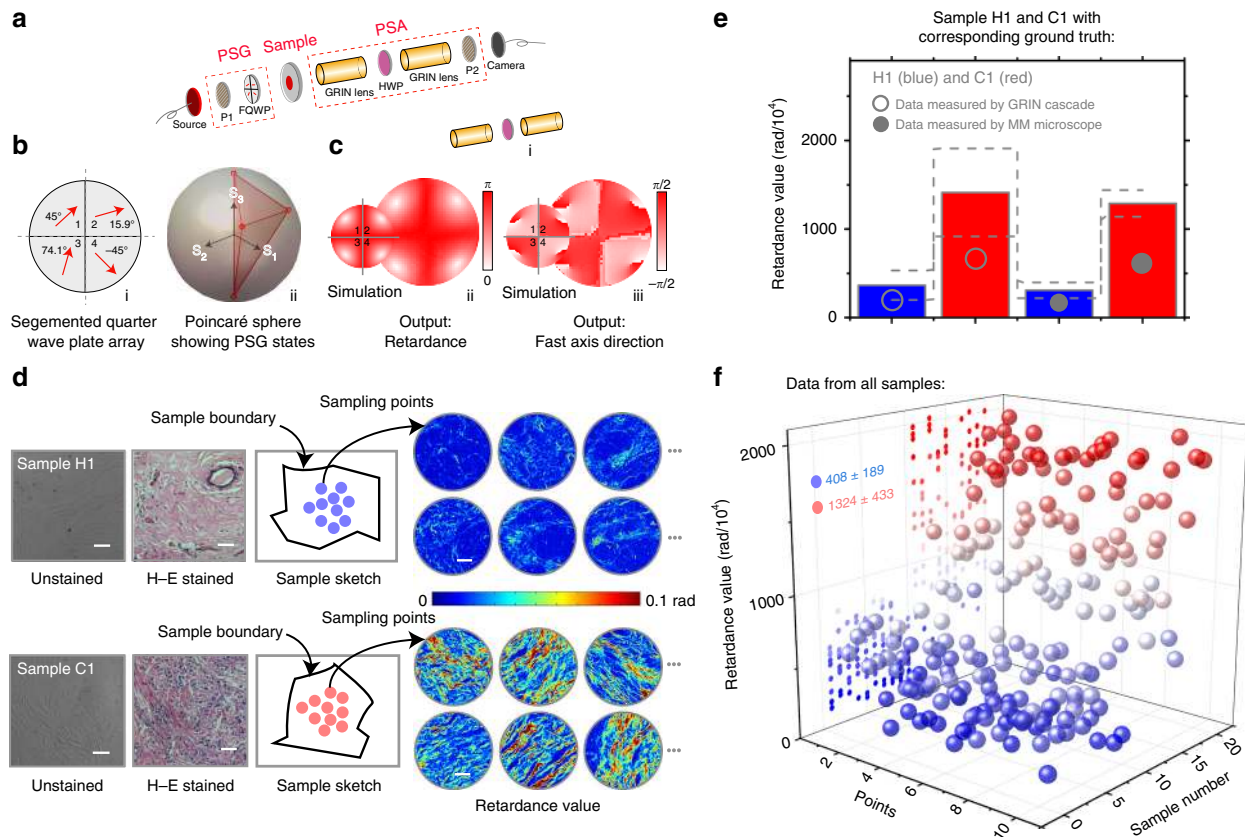 a
PSG
Sample
PSA
Source
P1
FQWP
GRIN lens
HWP
GRIN lens
P2
Camera
i
b
45°
1
2
15.9°
74.1°
3
4
−45°
i
Segemented quarter
wave plate array
S3
S2
S1
ii
Poincaré sphere
showing PSG states
c
1 2
3 4
Simulation
ii
π
0
Output:
Retardance
1 2
3 4
Simulation
iii
π/2
−π/2
Output:
Fast axis direction
d
Sample boundary
Sampling points
Sample H1
Unstained
H–E stained
Sample sketch
0
0.1 rad
Sample boundary
Sampling points
Sample C1
Unstained
H–E stained
Sample sketch
Retardance value
e
Sample H1 and C1 with
corresponding ground truth:
H1 (blue) and C1 (red)
Data measured by GRIN cascade
Data measured by MM microscope
Retardance value (rad/10⁴)
2000
1000
0
f
Data from all samples:
408 ± 189
1324 ± 433
Retardance value (rad/10⁴)
2000
1000
0
2
4
6
8
10
Points
0
5
10
15
20
Sample number